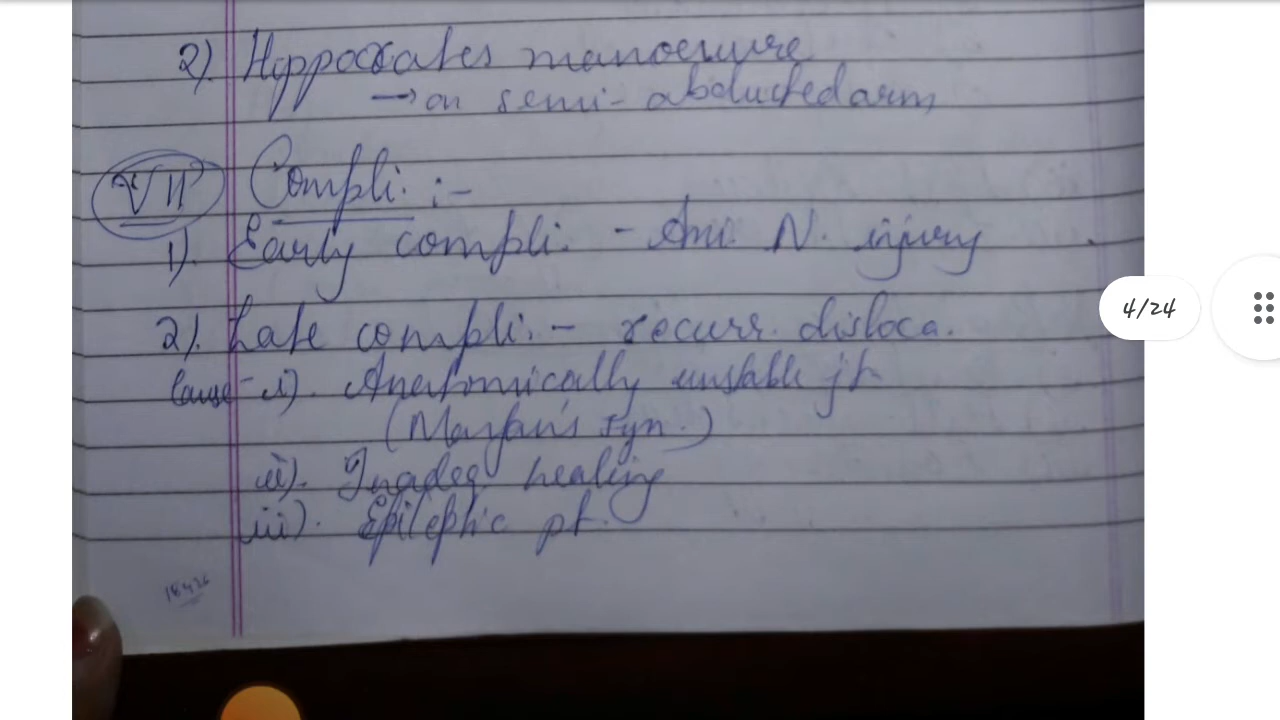 2). Hippocrates manoeuvre
→ on semi-abducted arm,
VII Compli. :-
1). Early compli. - Axi. N. injury
2). Late compli. - recurr. disloca.
Cause - i). Anatomically unstable jt
(Marfan's syn.)
ii). Inadeq healing
iii). Epileptic pt.
4/24